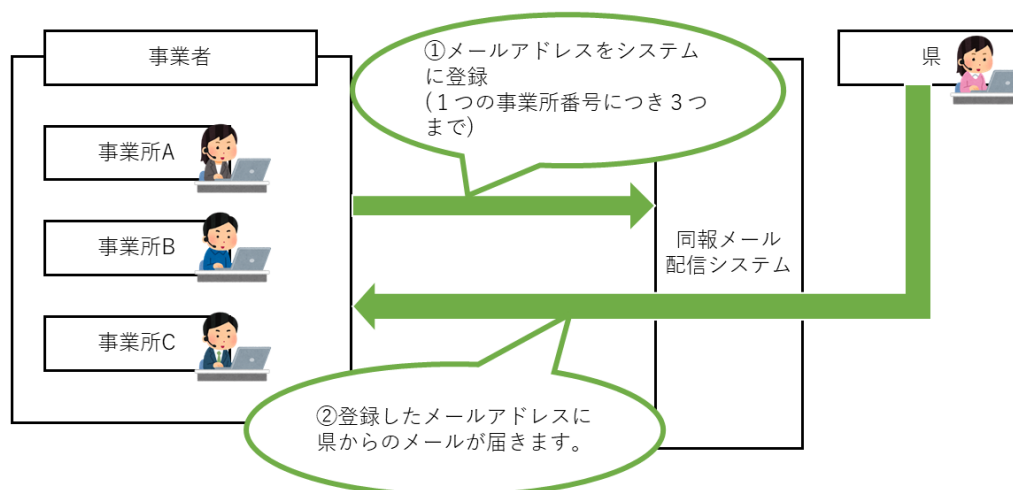 事業者
①メールアドレスをシステム
に登録
(１つの事業所番号につき３つ
まで)
県
事業所A
事業所B
事業所C
同報メール
配信システム
②登録したメールアドレスに
県からのメールが届きます。